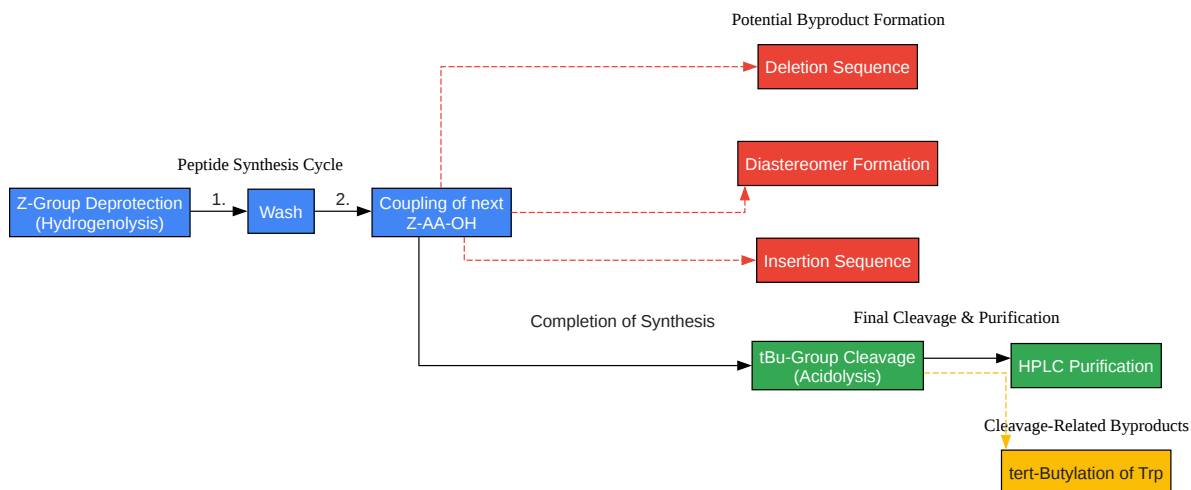 Potential Byproduct Formation
Deletion Sequence
Diastereomer Formation
Peptide Synthesis Cycle
Z-Group Deprotection
(Hydrogenolysis)
1.
Wash
2.
Coupling of next
Z-AA-OH
Insertion Sequence
Completion of Synthesis
Final Cleavage & Purification
tBu-Group Cleavage
(Acidolysis)
HPLC Purification
Cleavage-Related Byproducts
tert-Butylation of Trp